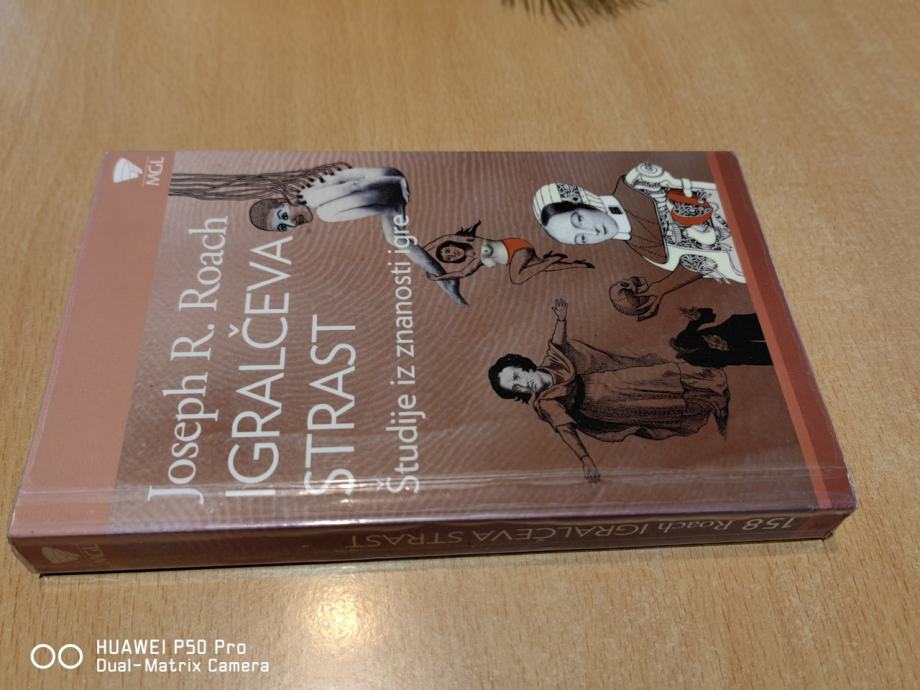 MGL
Joseph R. Roach
IGRALČEVA
STRAST
Študije iz znanosti igre
158 Roach IGRALČEVA STRAST
MGL
HUAWEI P50 Pro
Dual-Matrix Camera